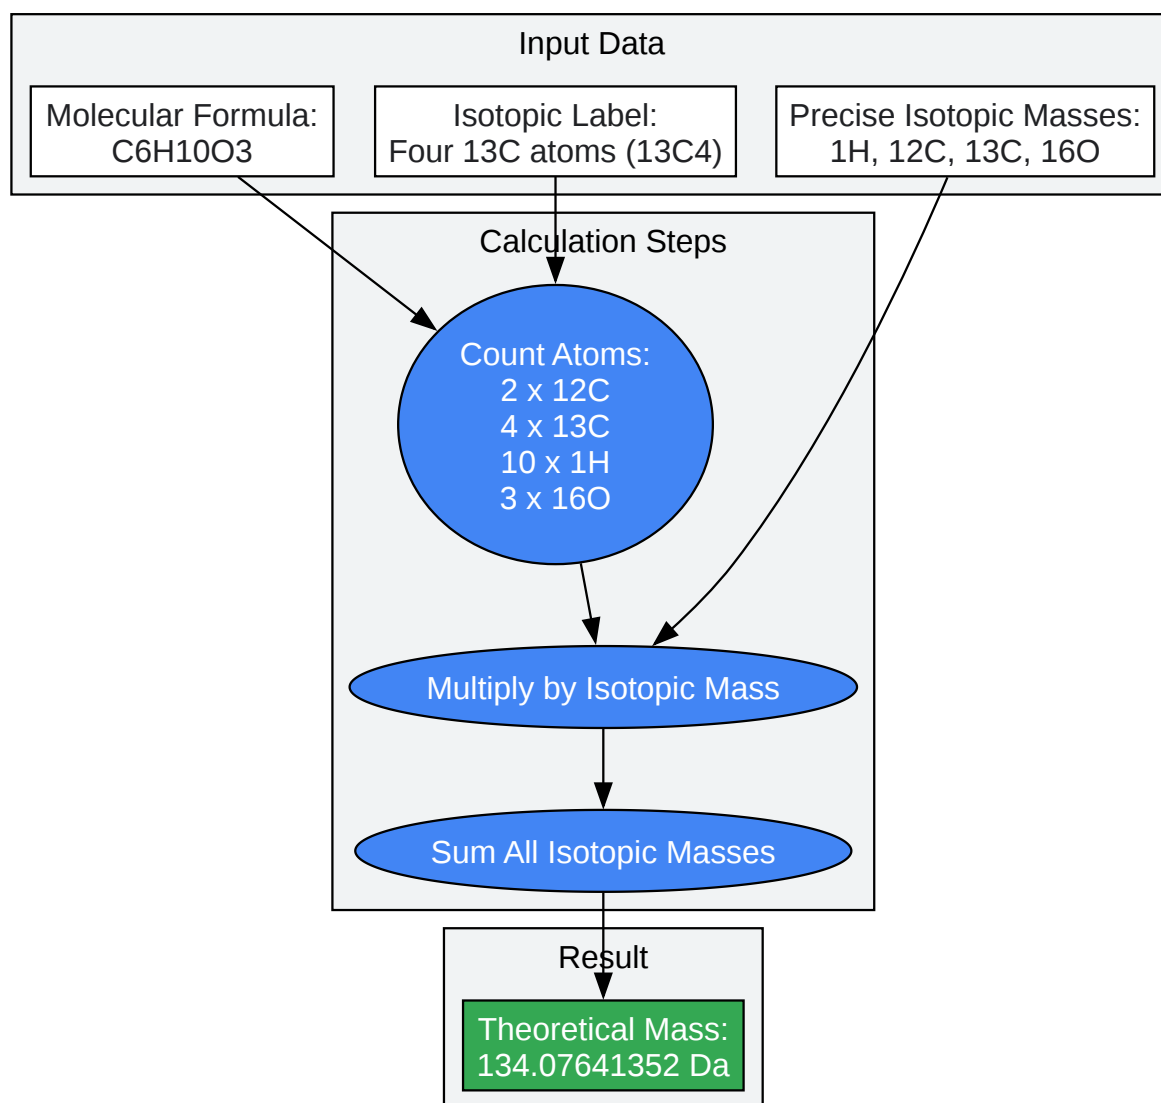 Input Data
Molecular Formula:
C6H10O3
Isotopic Label:
Four 13C atoms (13C4)
Precise Isotopic Masses:
1H, 12C, 13C, 16O
Calculation Steps
Count Atoms:
2 x 12C
4 x 13C
10 x 1H
3 x 16O
Multiply by Isotopic Mass
Sum All Isotopic Masses
Result
Theoretical Mass:
134.07641352 Da